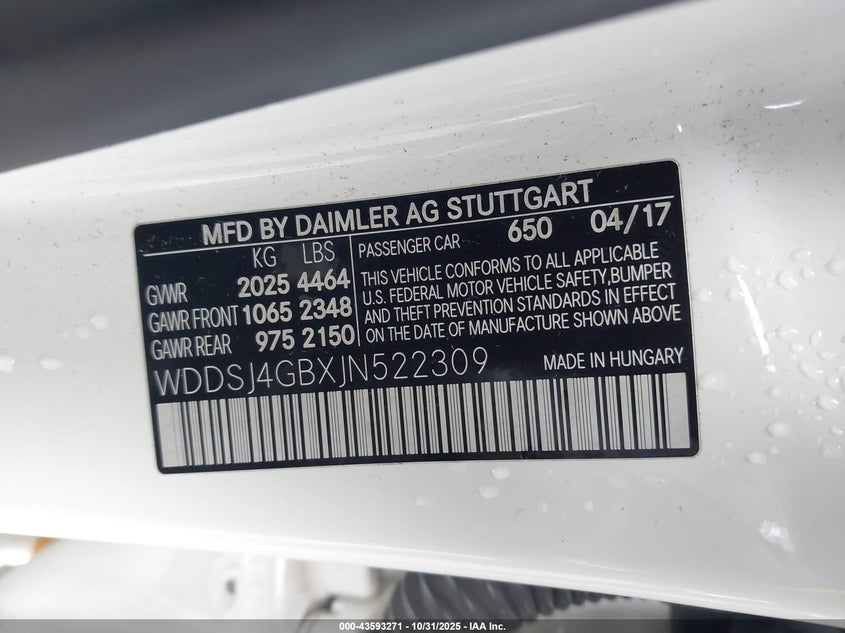 MFD BY DAIMLER AG STUTTGART
KG LBS
GVWR 2025 4464
GAWR FRONT 1065 2348
GAWR REAR 975 2150
PASSENGER CAR 650 04/17
THIS VEHICLE CONFORMS TO ALL APPLICABLE
U.S. FEDERAL MOTOR VEHICLE SAFETY,BUMPER
AND THEFT PREVENTION STANDARDS IN EFFECT
ON THE DATE OF MANUFACTURE SHOWN ABOVE
WDDSJ4GBXJN522309
MADE IN HUNGARY
000-43593271 - 10/31/2025 - IAA Inc.